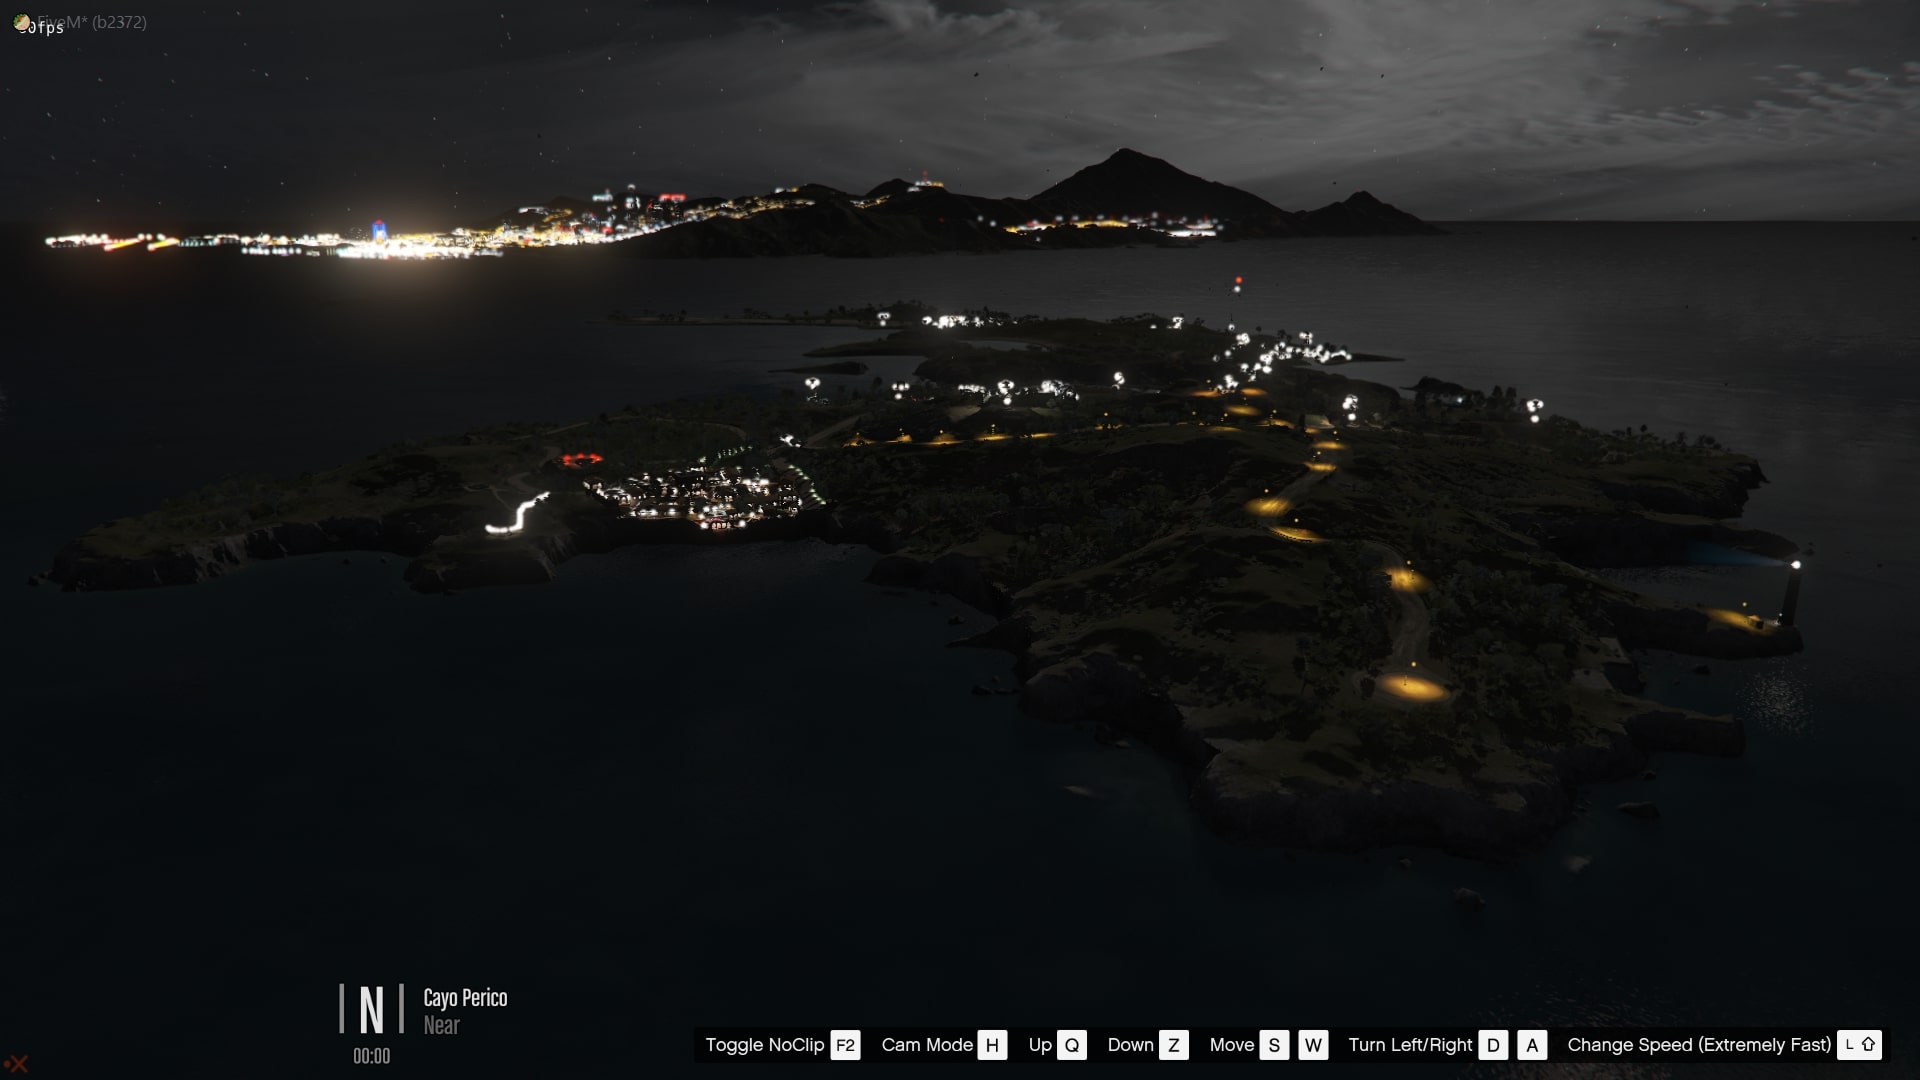 FiveM* (b2372)
60fps
N
Cayo Perico
Near
00:00
Toggle NoClip F2 Cam Mode H Up Q Down Z Move S W Turn Left/Right D A Change Speed (Extremely Fast) L ⇧